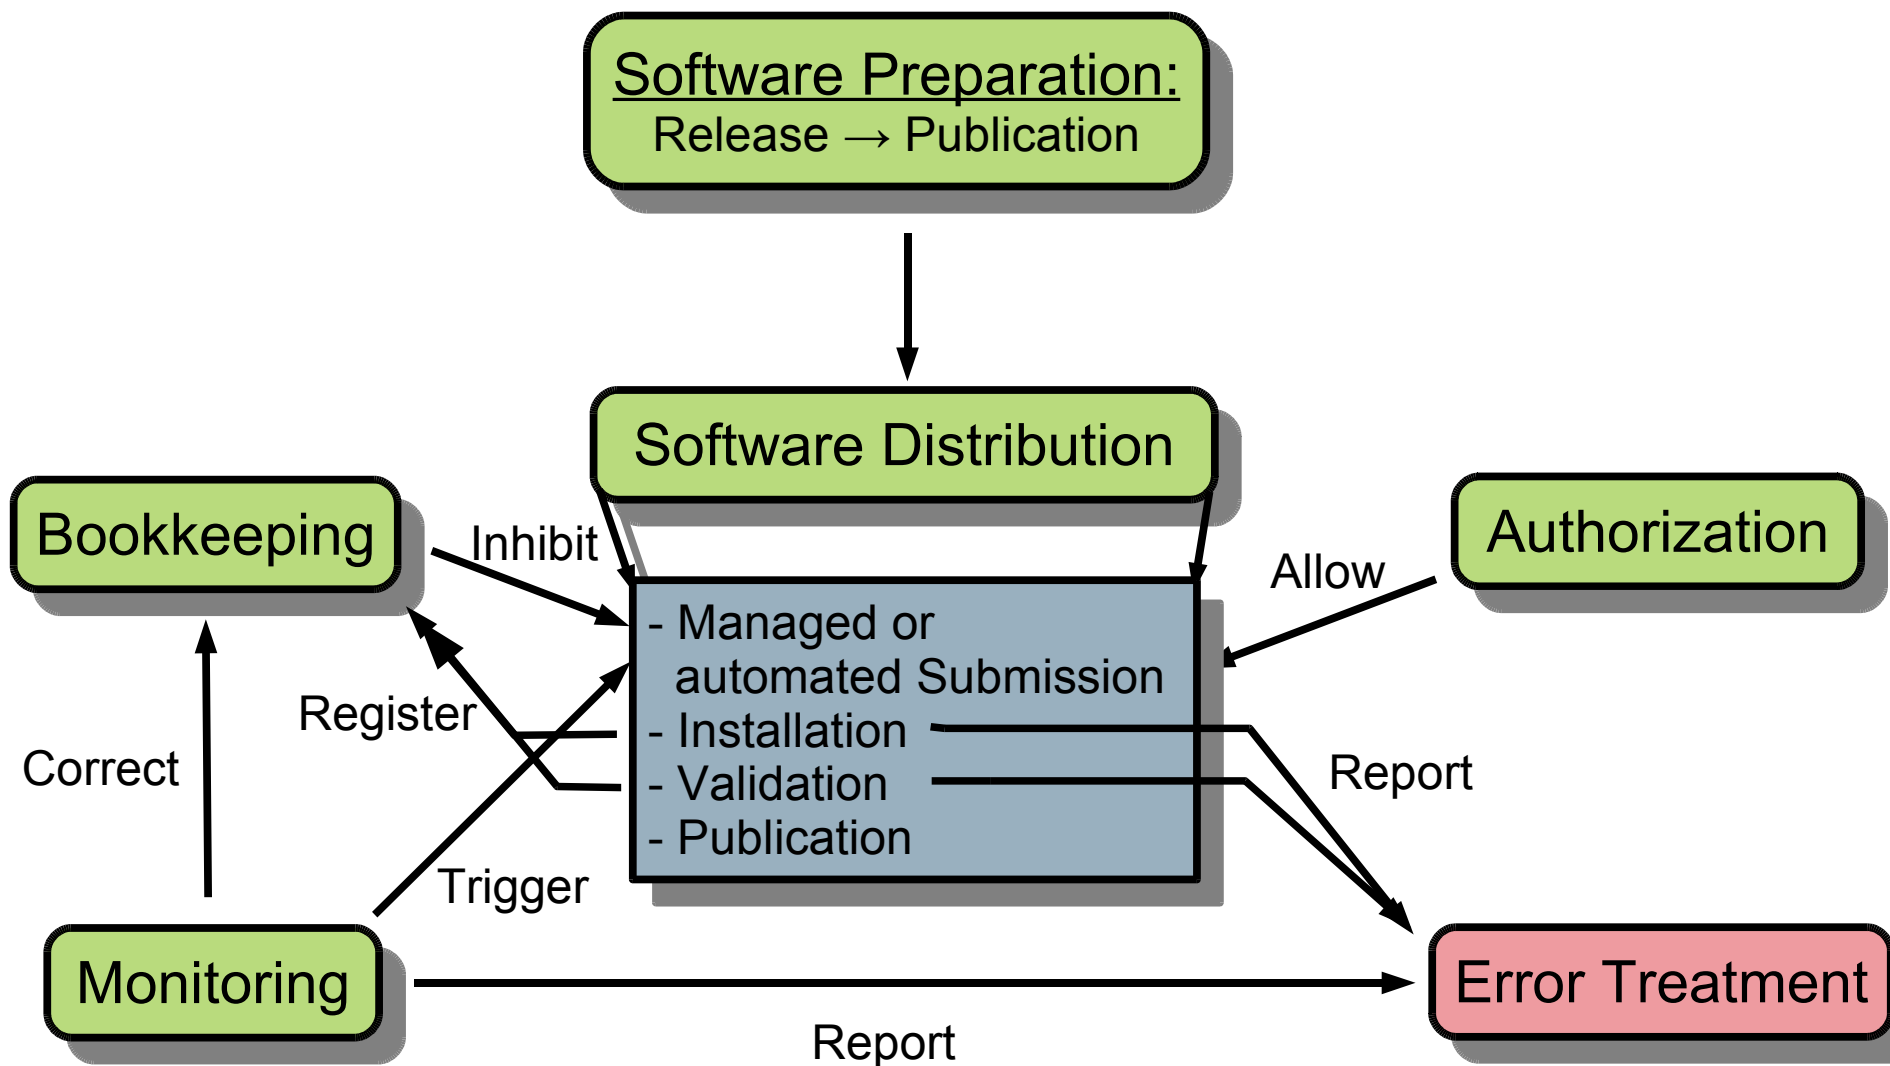 Software Preparation:
Release → Publication
Software Distribution
Bookkeeping
Inhibit
Authorization
Allow
- Managed or
automated Submission
- Installation
- Validation
- Publication
Register
Correct
Report
Trigger
Monitoring
Error Treatment
Report